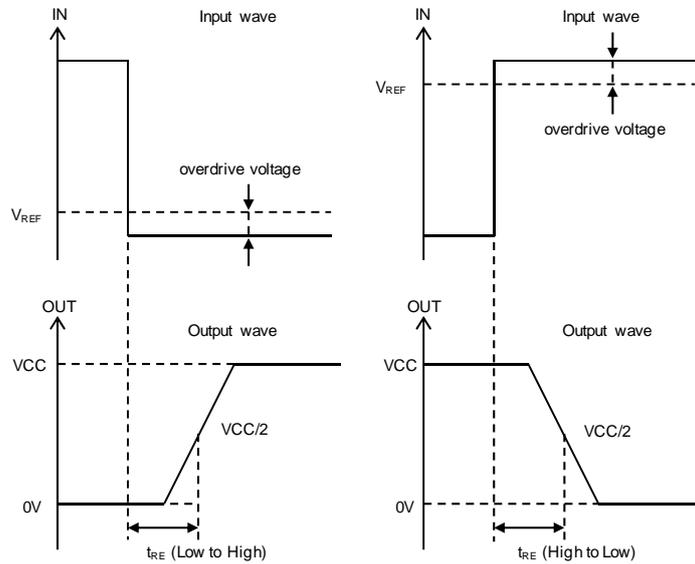 IN
Input wave
overdrive voltage
VREF
OUT
Output wave
VCC
VCC/2
0V
tRE (Low to High)
IN
Input wave
VREF
overdrive voltage
OUT
Output wave
VCC
VCC/2
0V
tRE (High to Low)